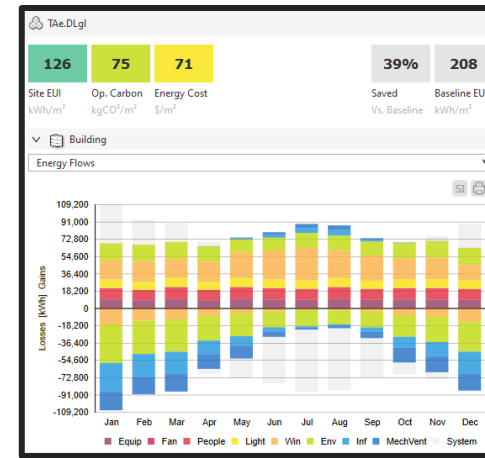 TAe.DLgl
126 75 71 39% 208
Site EUI Op. Carbon Energy Cost Saved Baseline EU
kWh/m² kgCO²/m² $/m² Vs. Baseline kWh/m²
Building
Energy Flows
SI
109,200
91,000
72,800
54,600
36,400
18,200
0
-18,200
-36,400
-54,600
-72,800
-91,000
-109,200
Losses [kWh] Gains
Jan Feb Mar Apr May Jun Jul Aug Sep Oct Nov Dec
Equip Fan People Light Win Env Inf MechVent System